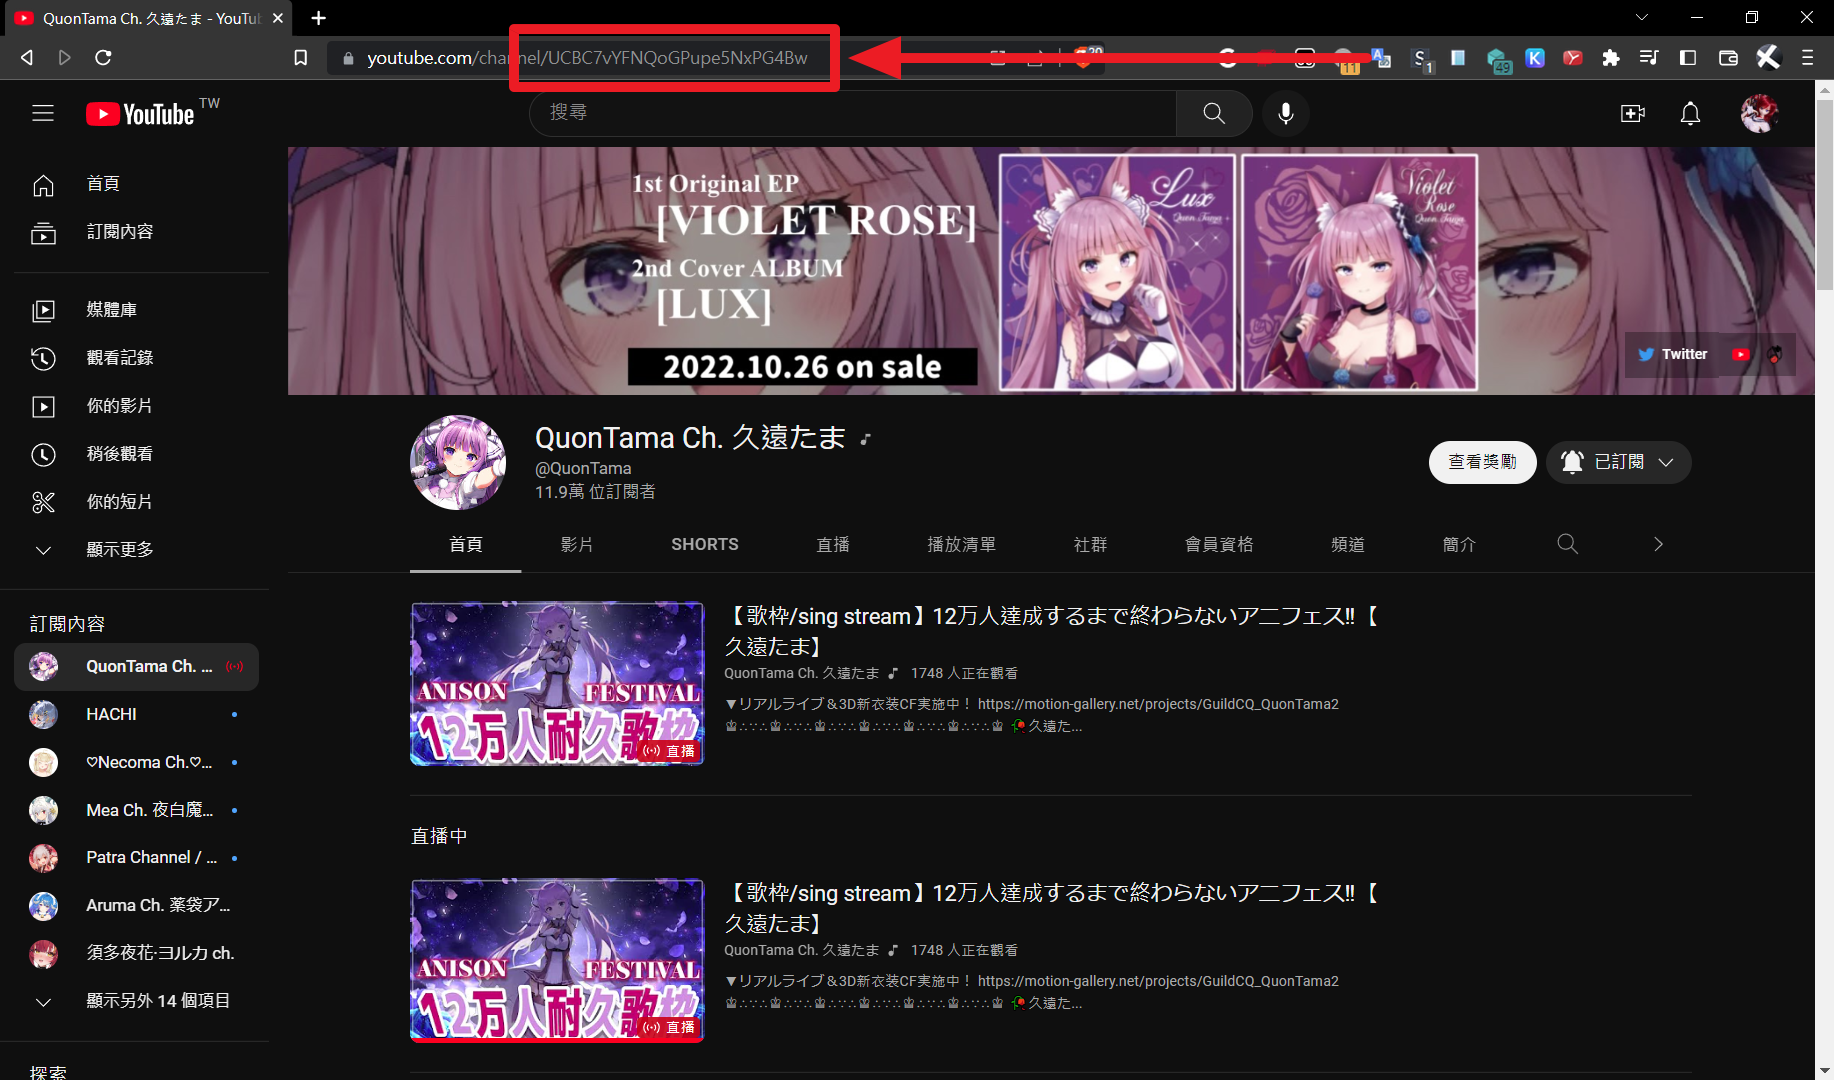 QuonTama Ch. 久遠たま - YouTub
youtube.com/channel/UCBC7vYFNQoGPupe5NxPG4Bw
20
11
1
49
YouTube TW
搜尋
首頁
訂閱內容
媒體庫
觀看記錄
你的影片
稍後觀看
你的短片
顯示更多
訂閱內容
QuonTama Ch. ...
HACHI
♡Necoma Ch.♡...
Mea Ch. 夜白魔...
Patra Channel / ...
Aruma Ch. 薬袋ア...
須多夜花·ヨルカ ch.
顯示另外 14 個項目
探索
1st Original EP
[VIOLET ROSE]
2nd Cover ALBUM
[LUX]
2022.10.26 on sale
Lux
Quon Tama
Violet
Rose
Quon Tama
Twitter
QuonTama Ch. 久遠たま ♪
@QuonTama
11.9萬 位訂閱者
查看獎勵
已訂閱
首頁
影片
SHORTS
直播
播放清單
社群
會員資格
頻道
簡介
ANISON FESTIVAL
12万人耐久歌枠
直播
【歌枠/sing stream】12万人達成するまで終わらないアニフェス!!【
久遠たま】
QuonTama Ch. 久遠たま ♪ 1748 人正在觀看
▼リアルライブ＆3D新衣装CF実施中！ https://motion-gallery.net/projects/GuildCQ_QuonTama2
♔∴∵∴♔∴∵∴♔∴∵∴♔∴∵∴♔∴∵∴♔∴∵∴♔ 🥀久遠た...
直播中
ANISON FESTIVAL
12万人耐久歌枠
直播
【歌枠/sing stream】12万人達成するまで終わらないアニフェス!!【
久遠たま】
QuonTama Ch. 久遠たま ♪ 1748 人正在觀看
▼リアルライブ＆3D新衣装CF実施中！ https://motion-gallery.net/projects/GuildCQ_QuonTama2
♔∴∵∴♔∴∵∴♔∴∵∴♔∴∵∴♔∴∵∴♔∴∵∴♔ 🥀久遠た...